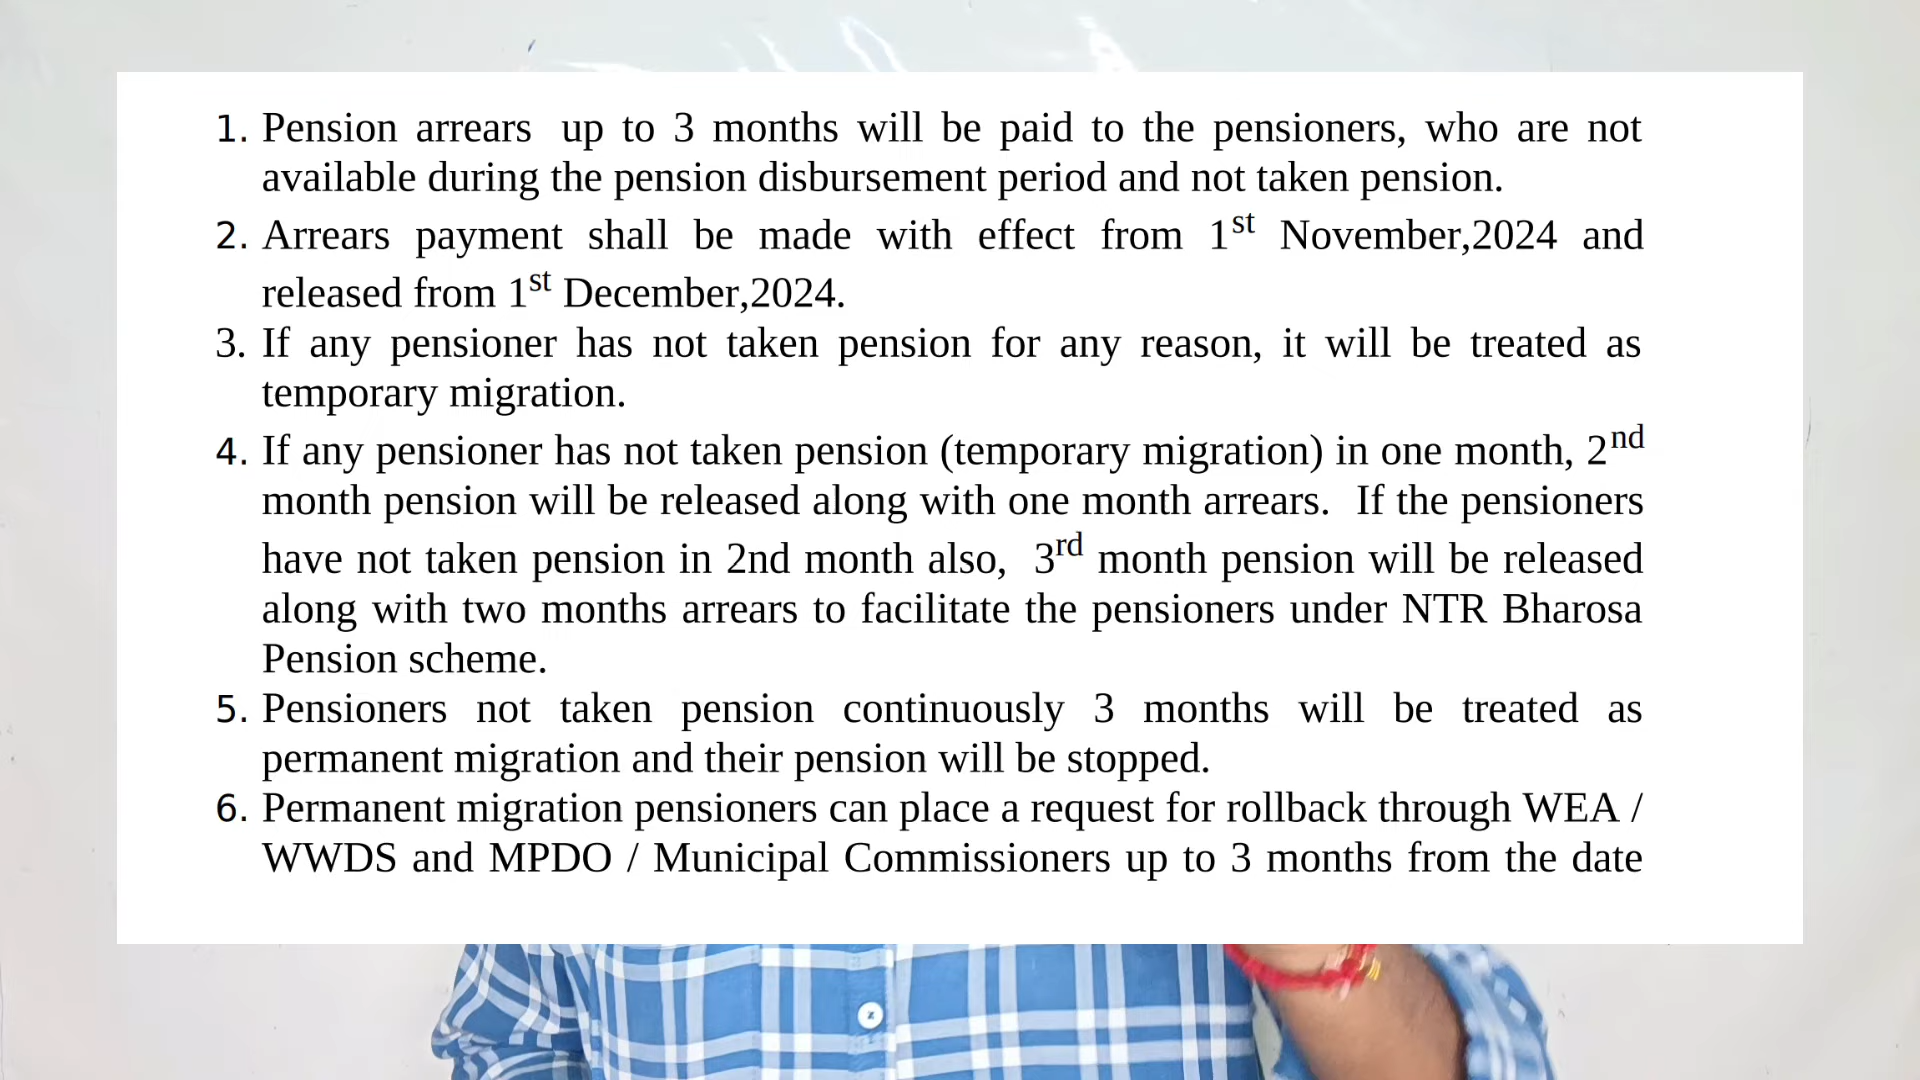 1. Pension arrears up to 3 months will be paid to the pensioners, who are not
available during the pension disbursement period and not taken pension.
2. Arrears payment shall be made with effect from 1st November,2024 and
released from 1st December,2024.
3. If any pensioner has not taken pension for any reason, it will be treated as
temporary migration.
4. If any pensioner has not taken pension (temporary migration) in one month, 2nd
month pension will be released along with one month arrears. If the pensioners
have not taken pension in 2nd month also, 3rd month pension will be released
along with two months arrears to facilitate the pensioners under NTR Bharosa
Pension scheme.
5. Pensioners not taken pension continuously 3 months will be treated as
permanent migration and their pension will be stopped.
6. Permanent migration pensioners can place a request for rollback through WEA /
WWDS and MPDO / Municipal Commissioners up to 3 months from the date